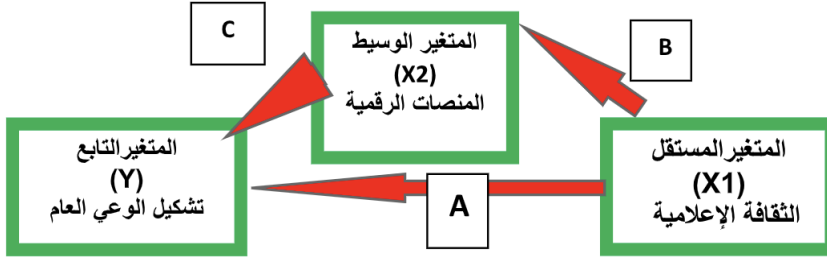 C
المتغير الوسيط
(X2)
المنصات الرقمية
B
المتغيرالمستقل
(X1)
الثقافة الإعلامية
A
المتغيرالتابع
(Y)
تشكيل الوعي العام